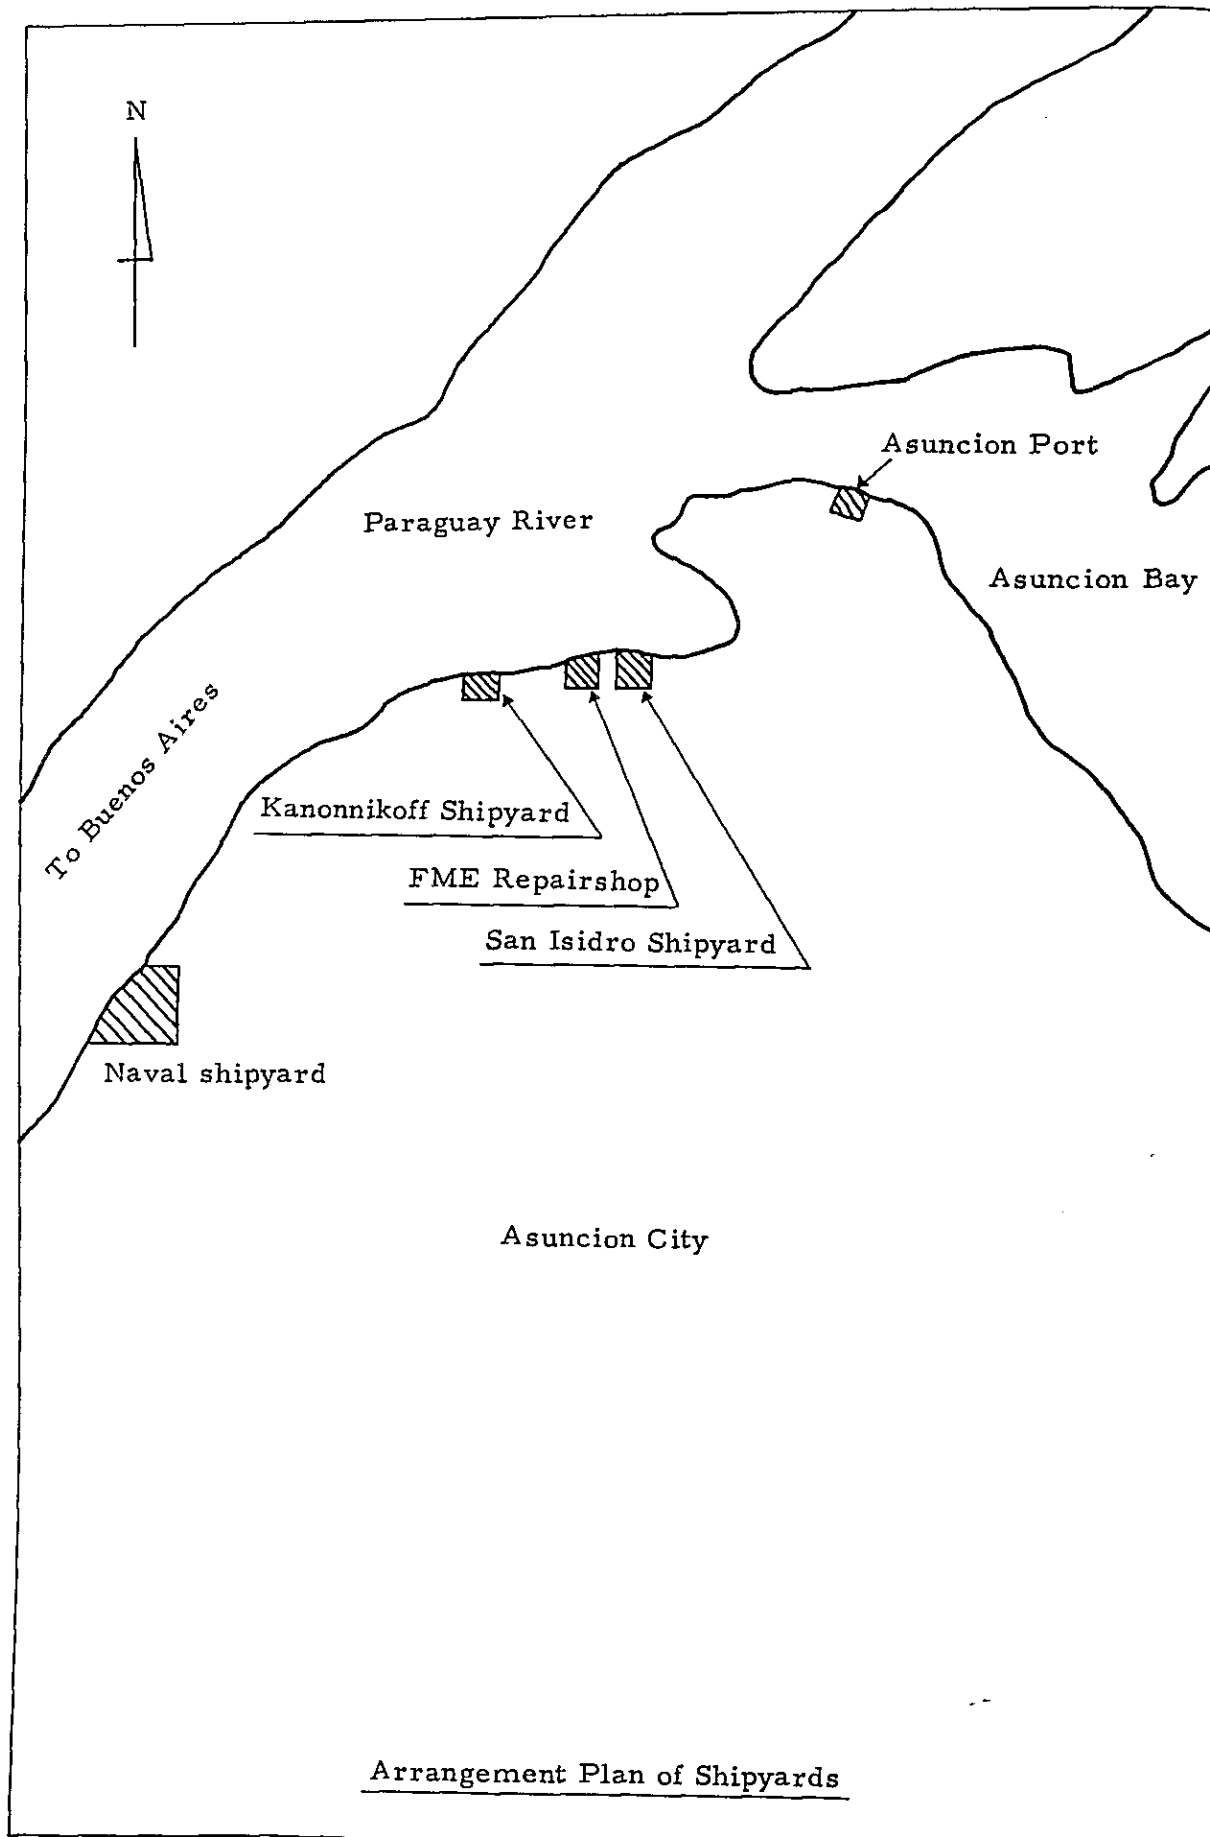 N
Asuncion Port
Paraguay River
Asuncion Bay
To Buenos Aires
Kanonnikoff Shipyard
FME Repairshop
San Isidro Shipyard
Naval shipyard
Asuncion City
Arrangement Plan of Shipyards